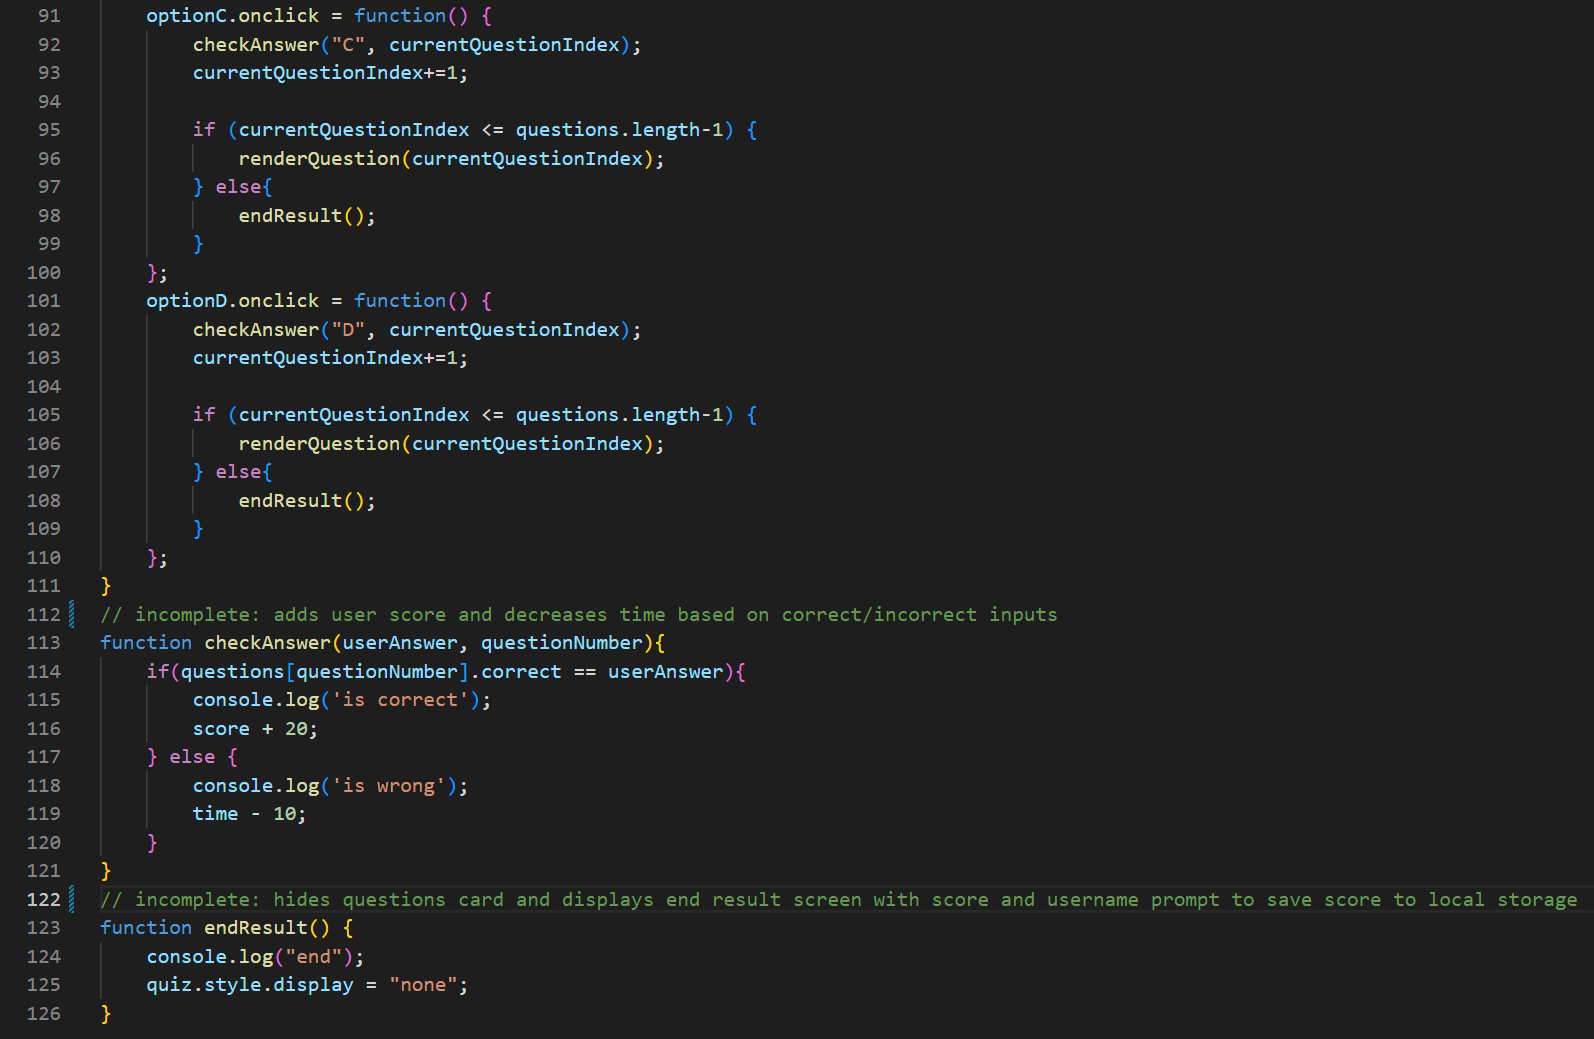 91 optionC.onclick = function() {
92 checkAnswer("C", currentQuestionIndex);
93 currentQuestionIndex+=1;
94
95 if (currentQuestionIndex <= questions.length-1) {
96 renderQuestion(currentQuestionIndex);
97 } else{
98 endResult();
99 }
100 };
101 optionD.onclick = function() {
102 checkAnswer("D", currentQuestionIndex);
103 currentQuestionIndex+=1;
104
105 if (currentQuestionIndex <= questions.length-1) {
106 renderQuestion(currentQuestionIndex);
107 } else{
108 endResult();
109 }
110 };
111 }
112 // incomplete: adds user score and decreases time based on correct/incorrect inputs
113 function checkAnswer(userAnswer, questionNumber){
114 if(questions[questionNumber].correct == userAnswer){
115 console.log('is correct');
116 score + 20;
117 } else {
118 console.log('is wrong');
119 time - 10;
120 }
121 }
122 // incomplete: hides questions card and displays end result screen with score and username prompt to save score to local storage
123 function endResult() {
124 console.log("end");
125 quiz.style.display = "none";
126 }